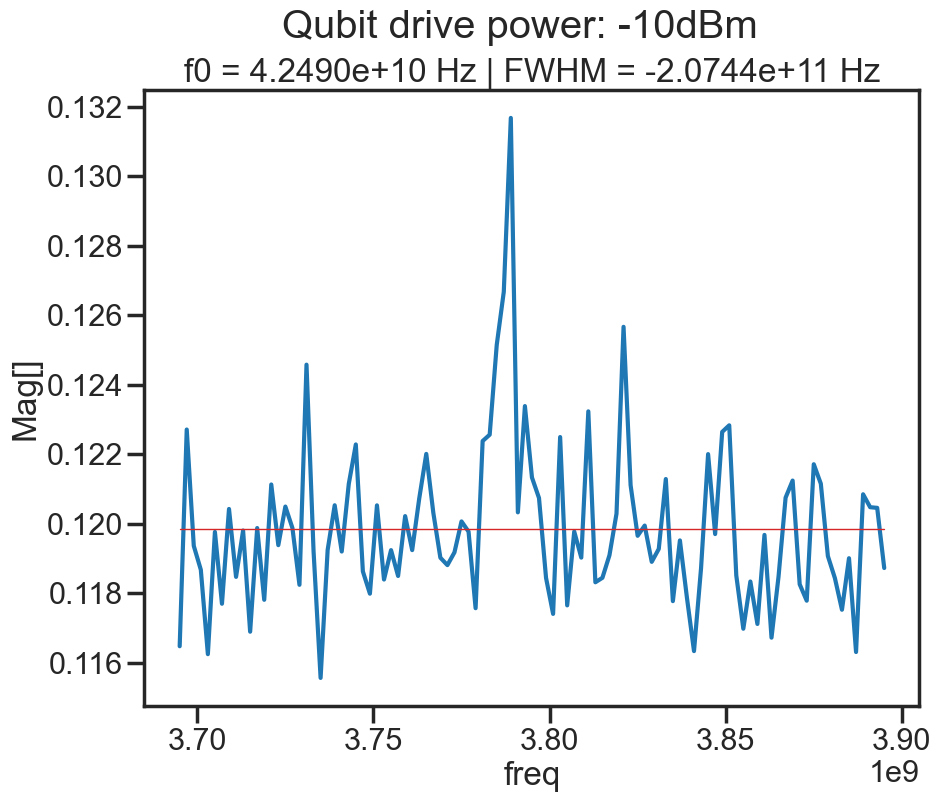 Qubit drive power: -10dBm
f0 = 4.2490e+10 Hz | FWHM = -2.0744e+11 Hz
0.132
0.130
0.128
0.126
0.124
0.122
0.120
0.118
0.116
Mag[]
3.70 3.75 3.80 3.85 3.90
1e9
freq